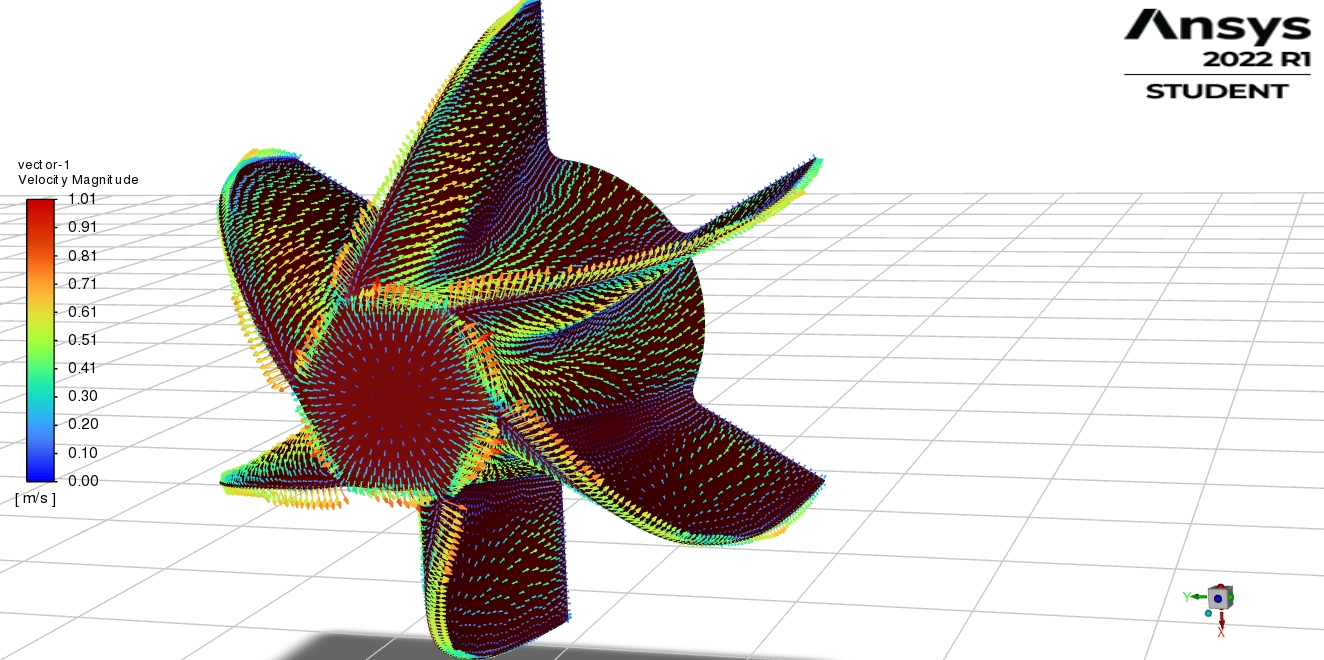 Ansys
2022 R1
STUDENT
vector-1
Velocity Magnitude
1.01
0.91
0.81
0.71
0.61
0.51
0.41
0.30
0.20
0.10
0.00
[ m/s ]
Y
X